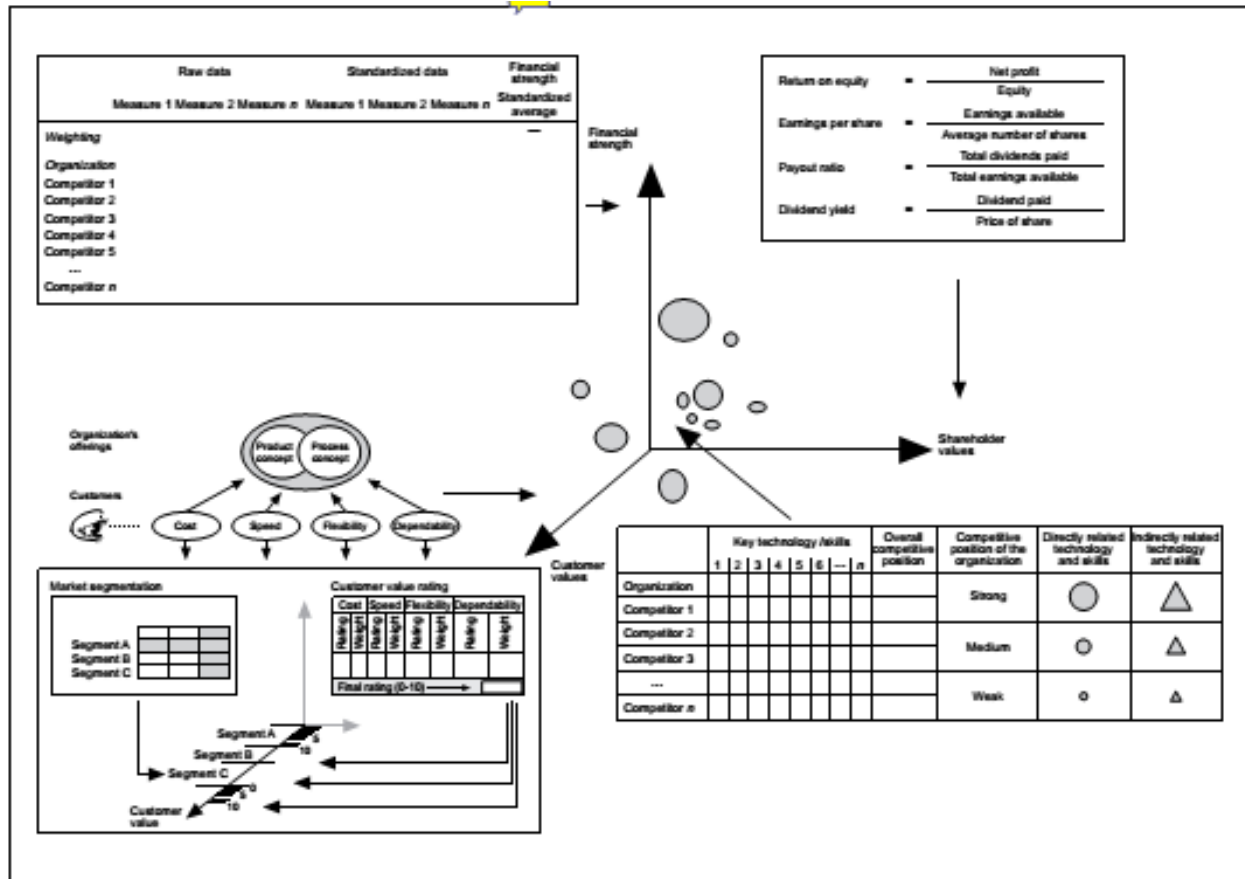 Raw data Standardized data Financial strength
Measure 1 Measure 2 Measure n Measure 1 Measure 2 Measure n Standardized average
Weighting —
Organization
Competitor 1
Competitor 2
Competitor 3
Competitor 4
Competitor 5
...
Competitor n
Financial
strength
Return on equity = Net profit
Equity
Earnings per share = Earnings available
Average number of shares
Payout ratio = Total dividends paid
Total earnings available
Dividend yield = Dividend paid
Price of share
Shareholder
values
Organization's
offerings
Product
concept
Process
concept
Customers
Cost Speed Flexibility Dependability
Customer
values
Market segmentation
Segment A
Segment B
Segment C
Customer value rating
Cost Speed Flexibility Dependability
Rating Weight Rating Weight Rating Weight Rating Weight
Final rating (0-10)
Segment A
5
10
Segment B
Segment C
0
5
10
Customer
value
Key technology /skills
1 2 3 4 5 6 ... n
Overall
competitive
position
Competitive
position of the
organization
Directly related
technology
and skills
Indirectly related
technology
and skills
Organization
Competitor 1
Competitor 2
Competitor 3
...
Competitor n
Strong
Medium
Weak